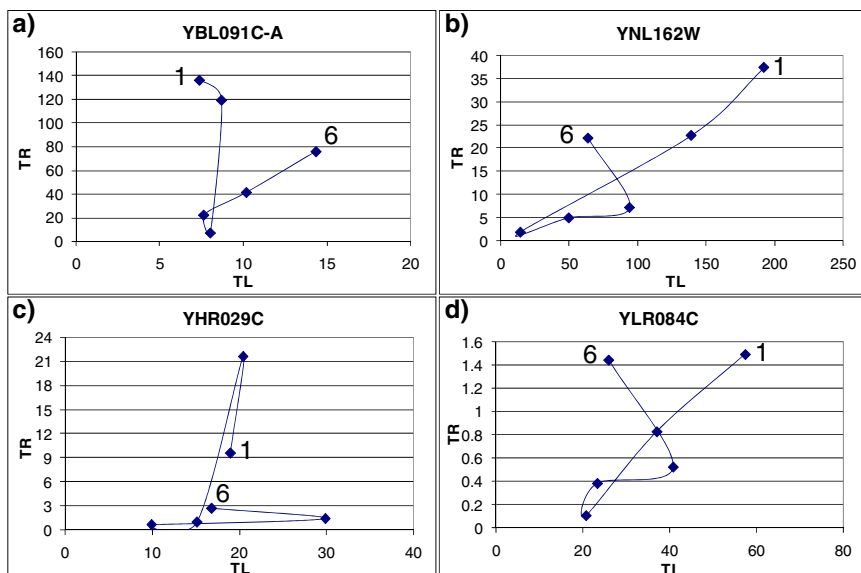 a)
YBL091C-A
160
140
120
100
80
60
40
20
0
TR
1
6
0 5 10 15 20
TL
b)
YNL162W
40
35
30
25
20
15
10
5
0
TR
1
6
0 50 100 150 200 250
TL
c)
YHR029C
24
21
18
15
12
9
6
3
0
TR
1
6
0 10 20 30 40
TL
d)
YLR084C
1.6
1.4
1.2
1
0.8
0.6
0.4
0.2
0
TR
6
1
0 20 40 60 80
TL